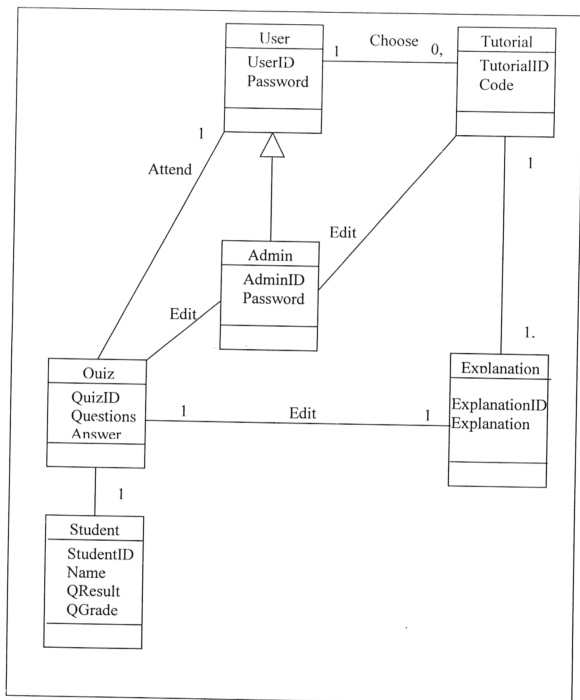 User
UserID
Password
1
Choose
0,
Tutorial
TutorialID
Code
1
Attend
1
Edit
Admin
AdminID
Password
Edit
1.
Quiz
QuizID
Questions
Answer
1
Edit
1
Explanation
ExplanationID
Explanation
1
Student
StudentID
Name
QResult
QGrade